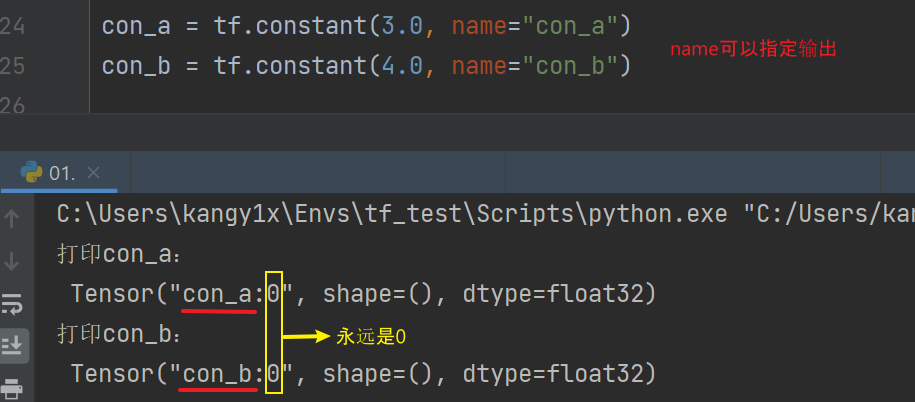 24 con_a = tf.constant(3.0, name="con_a")
name可以指定输出
25 con_b = tf.constant(4.0, name="con_b")
26
01.
C:\Users\kangy1x\Envs\tf_test\Scripts\python.exe "C:/Users/kan
打印con_a:
Tensor("con_a:0", shape=(), dtype=float32)
打印con_b:
永远是0
Tensor("con_b:0", shape=(), dtype=float32)